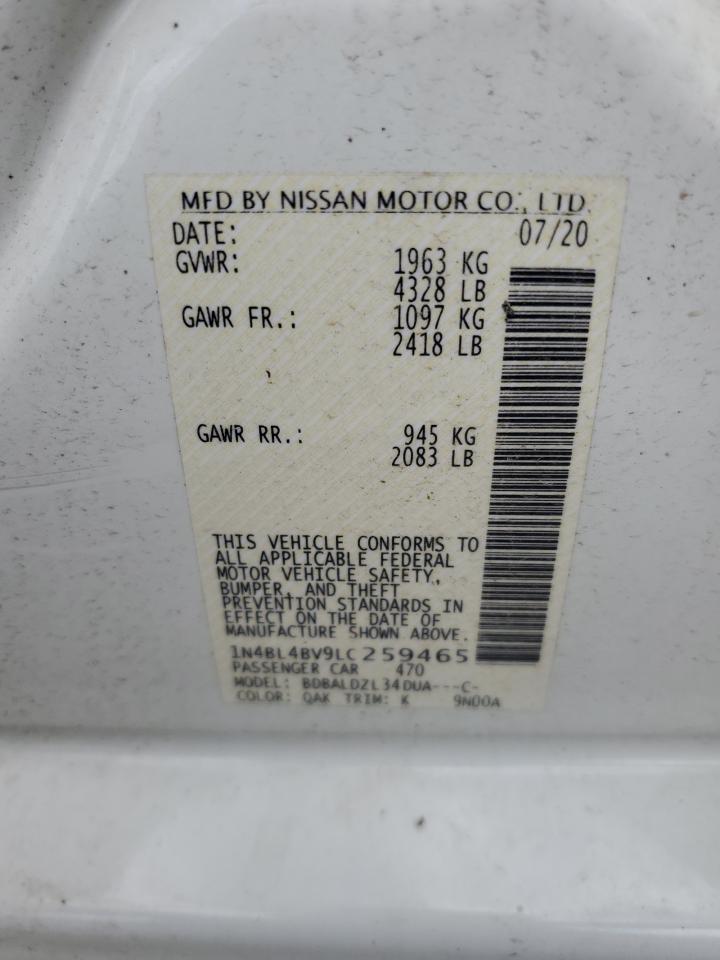 MFD BY NISSAN MOTOR CO., LTD.
DATE: 07/20
GVWR: 1963 KG
4328 LB
GAWR FR.: 1097 KG
2418 LB
GAWR RR.: 945 KG
2083 LB
THIS VEHICLE CONFORMS TO
ALL APPLICABLE FEDERAL
MOTOR VEHICLE SAFETY,
BUMPER, AND THEFT
PREVENTION STANDARDS IN
EFFECT ON THE DATE OF
MANUFACTURE SHOWN ABOVE.
1N4BL4BV9LC259465
PASSENGER CAR 470
MODEL: BDBALDZL34DUA---C-
COLOR: QAK TRIM: K 9N00A